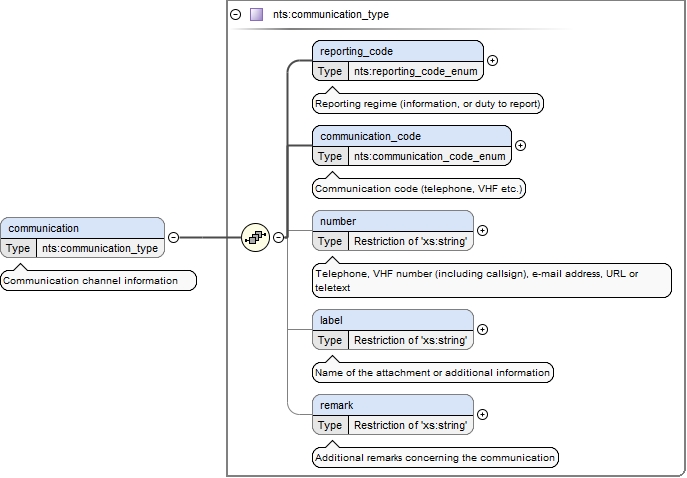 nts:communication_type
reporting_code
Type nts:reporting_code_enum
Reporting regime (information, or duty to report)
communication_code
Type nts:communication_code_enum
Communication code (telephone, VHF etc.)
communication
Type nts:communication_type
Communication channel information
number
Type Restriction of 'xs:string'
Telephone, VHF number (including callsign), e-mail address, URL or
teletext
label
Type Restriction of 'xs:string'
Name of the attachment or additional information
remark
Type Restriction of 'xs:string'
Additional remarks concerning the communication